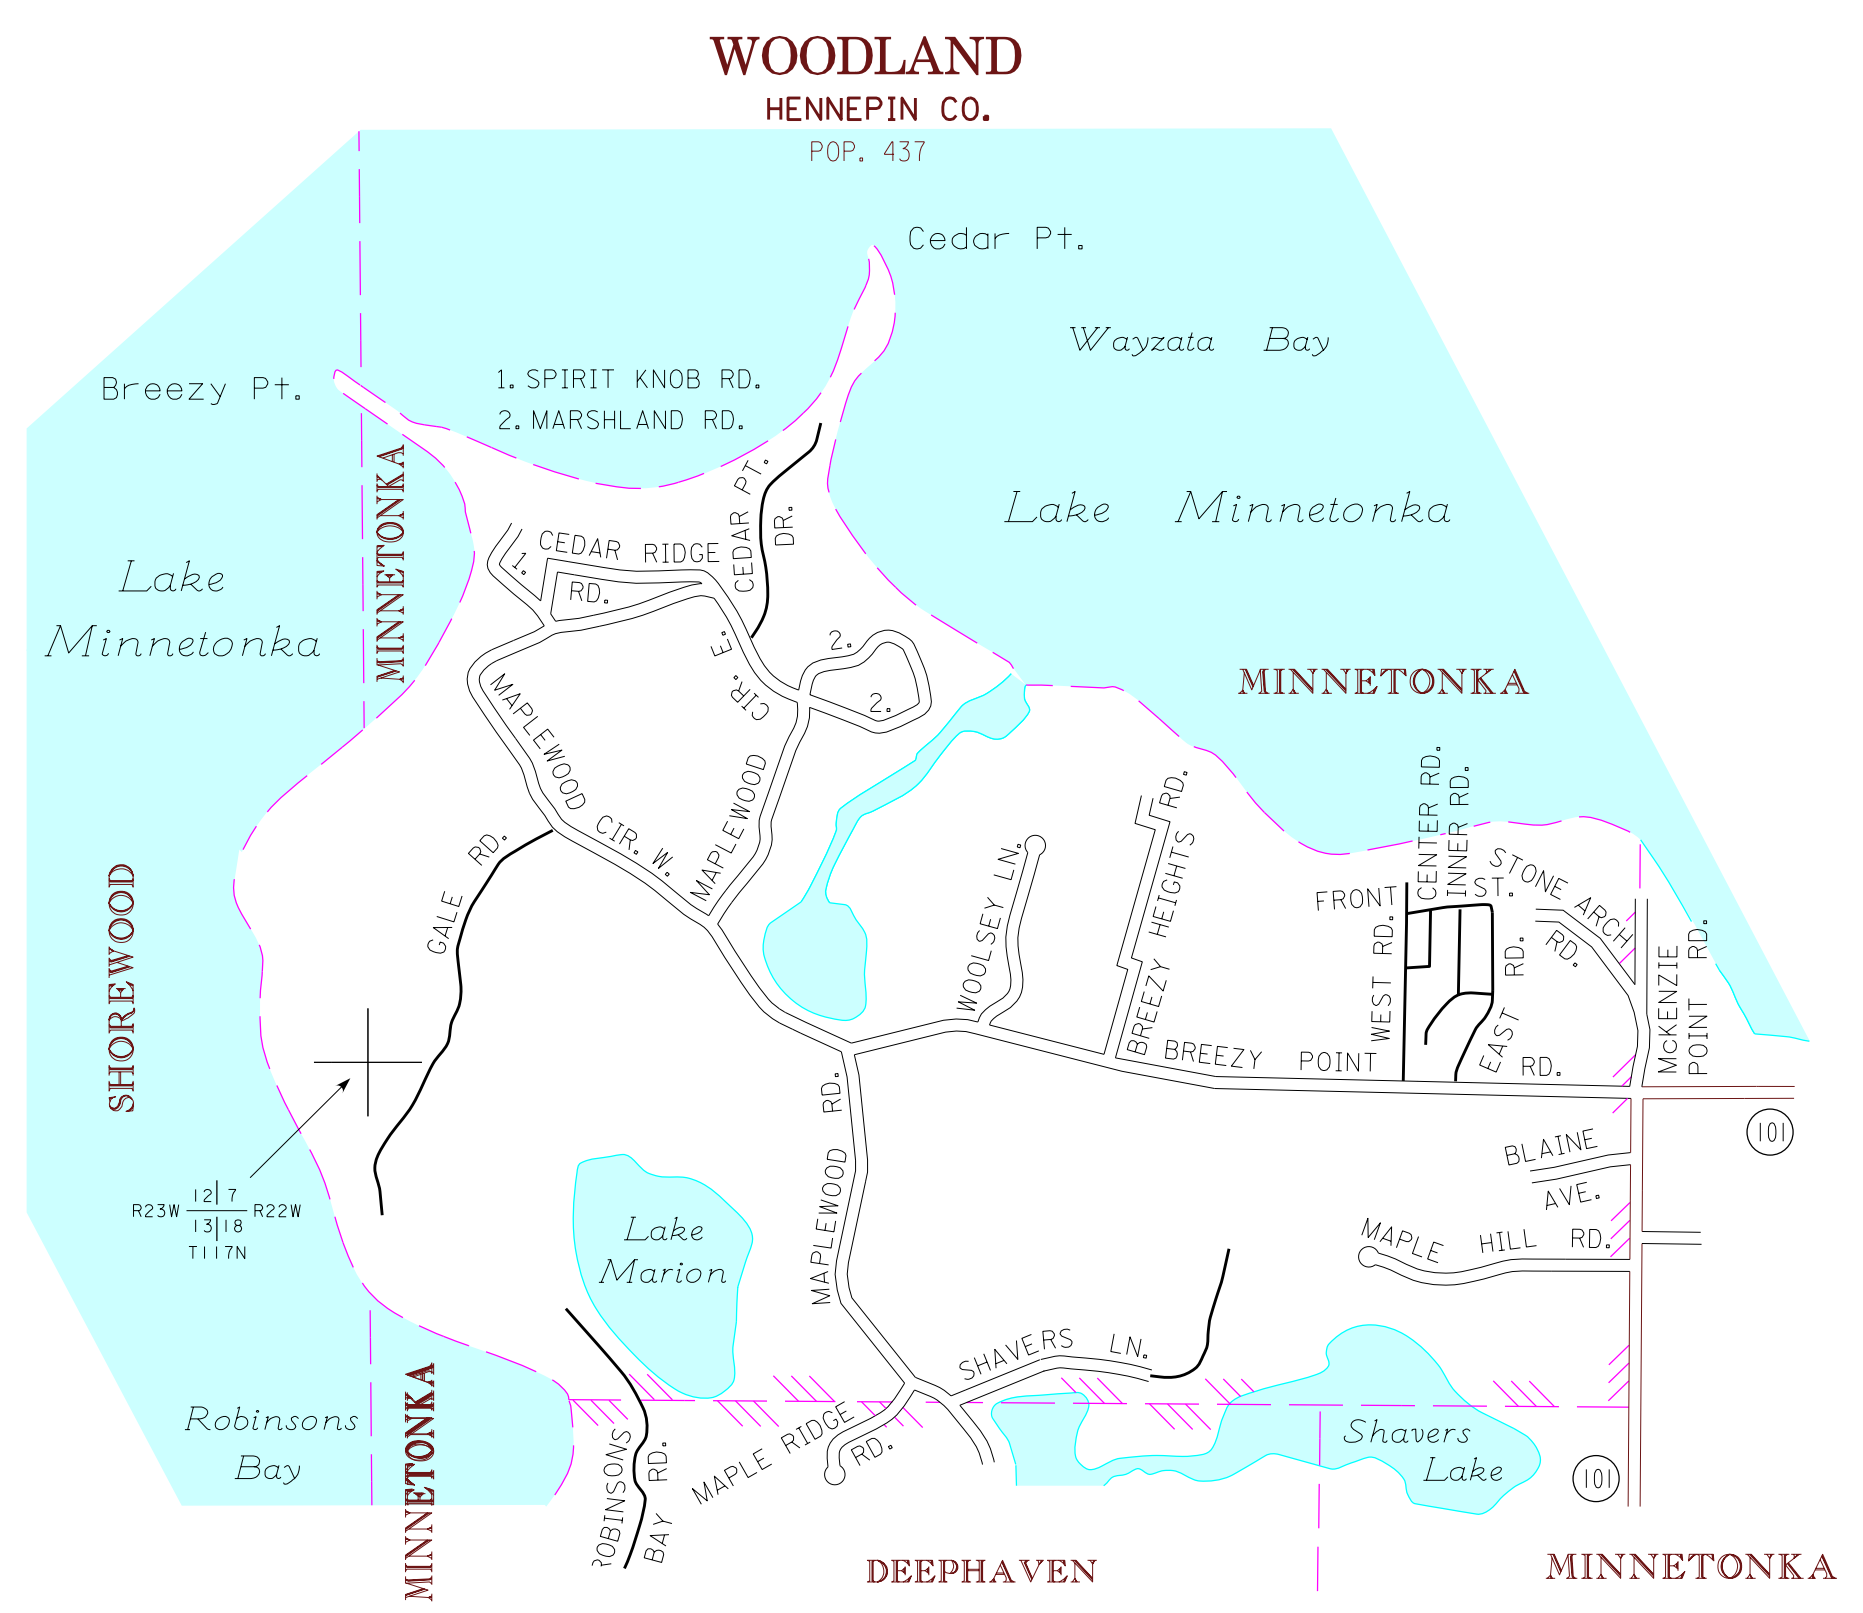 WOODLAND
HENNEPIN CO.
POP. 437
Cedar Pt.
Wayzata Bay
Breezy Pt.
1. SPIRIT KNOB RD.
2. MARSHLAND RD.
MINNETONKA
CEDAR PT.
DR.
Lake Minnetonka
CEDAR RIDGE
RD.
1.
Lake
Minnetonka
2.
2.
MAPLEWOOD CIR. E.
MINNETONKA
MAPLEWOOD CIR. W.
GALE RD.
SHOREWOOD
WOOLSEY LN.
BREEZY HEIGHTS RD.
CENTER RD.
INNER RD.
FRONT ST.
STONE ARCH
RD.
WEST RD.
EAST RD.
McKENZIE
POINT RD.
BREEZY POINT RD.
101
BLAINE
AVE.
MAPLE HILL RD.
MAPLEWOOD RD.
12 7
R23W R22W
13 18
T117N
Lake
Marion
SHAVERS LN.
Robinsons
Bay
MINNETONKA
ROBINSONS
BAY RD.
MAPLE RIDGE
RD.
Shavers
Lake
101
DEEPHAVEN
MINNETONKA